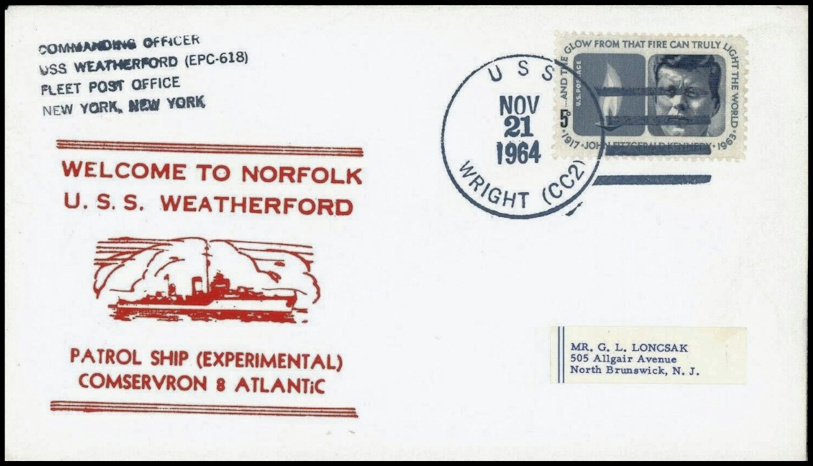 COMMANDING OFFICER
USS WEATHERFORD (EPC-618)
FLEET POST OFFICE
NEW YORK, NEW YORK
WELCOME TO NORFOLK
U. S. S. WEATHERFORD
PATROL SHIP (EXPERIMENTAL)
COMSERVRON 8 ATLANTiC
USS
NOV
21
1964
WRIGHT (CC2)
...AND THE GLOW FROM THAT FIRE CAN TRULY LIGHT THE WORLD
U.S. POSTAGE
5¢
·1917·JOHN FITZGERALD KENNEDY·1963·
MR. G. L. LONCSAK
505 Allgair Avenue
North Brunswick, N. J.